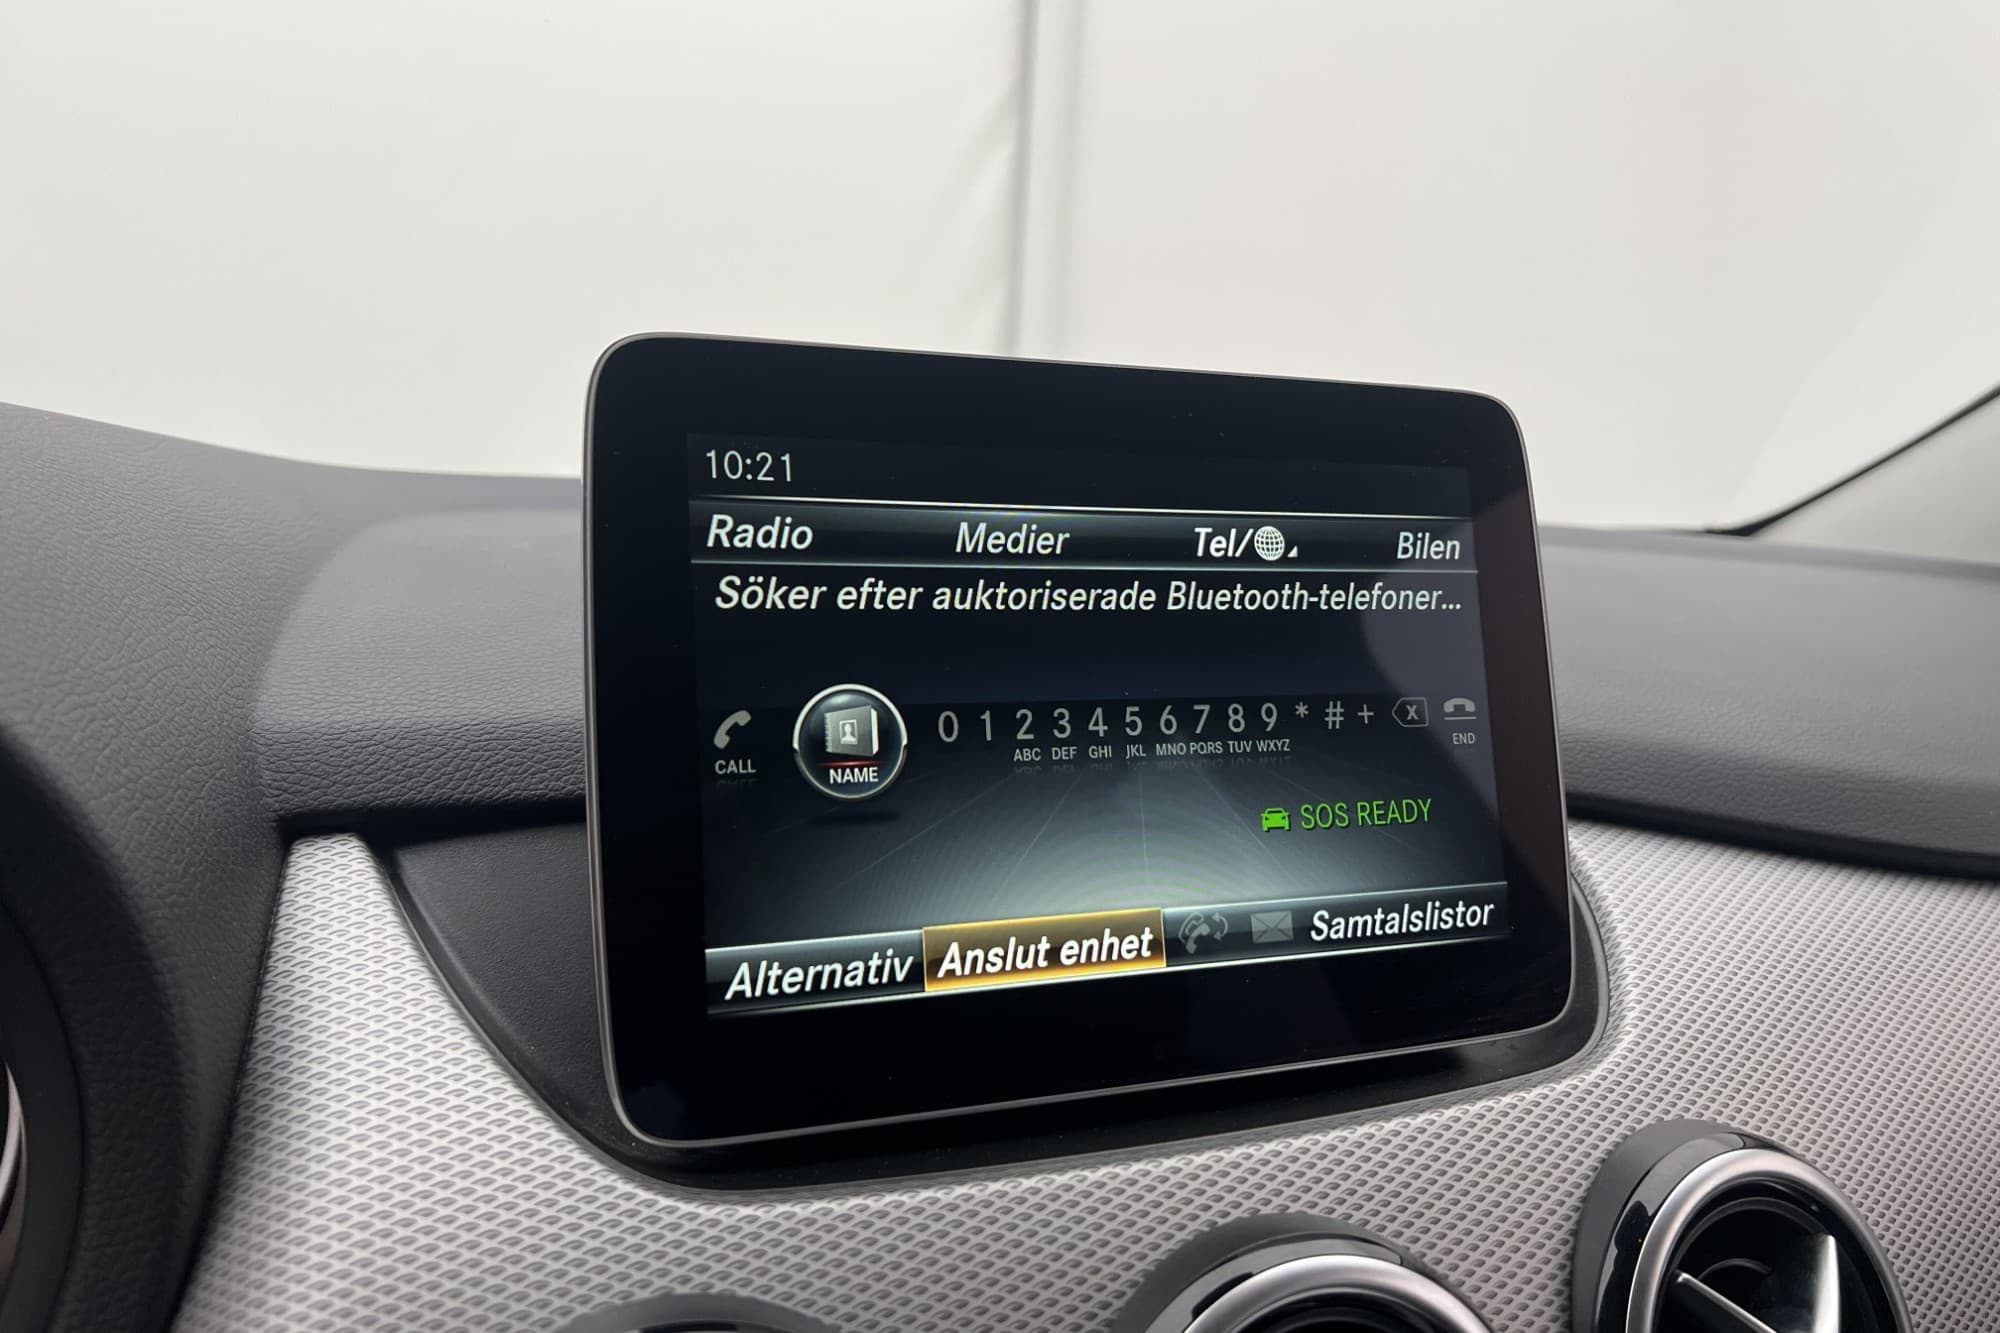 10:21
Radio Medier Tel/ Bilen
Söker efter auktoriserade Bluetooth-telefoner...
0 1 2 3 4 5 6 7 8 9 * # + X
ABC DEF GHI JKL MNO PQRS TUV WXYZ
CALL NAME END
SOS READY
Alternativ Anslut enhet Samtalslistor